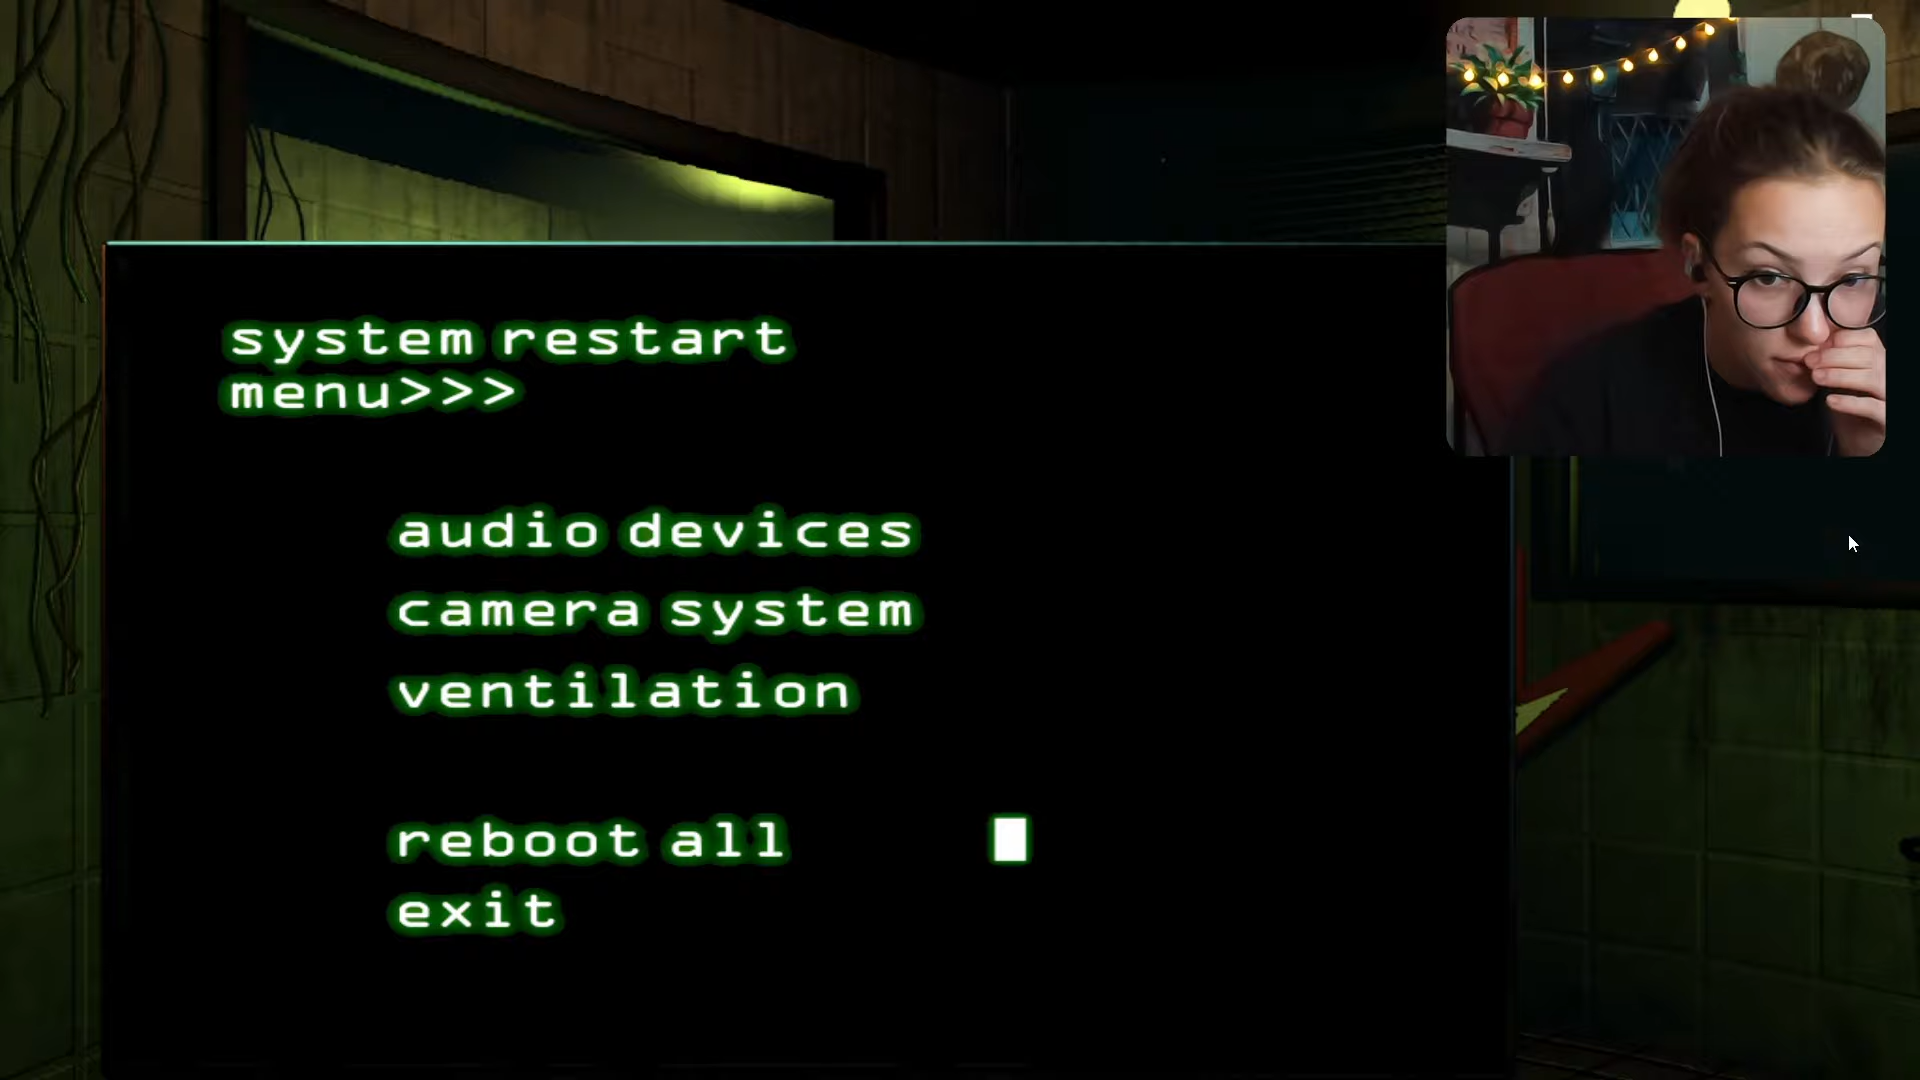 system restart
menu>>>
audio devices
camera system
ventilation
reboot all
exit